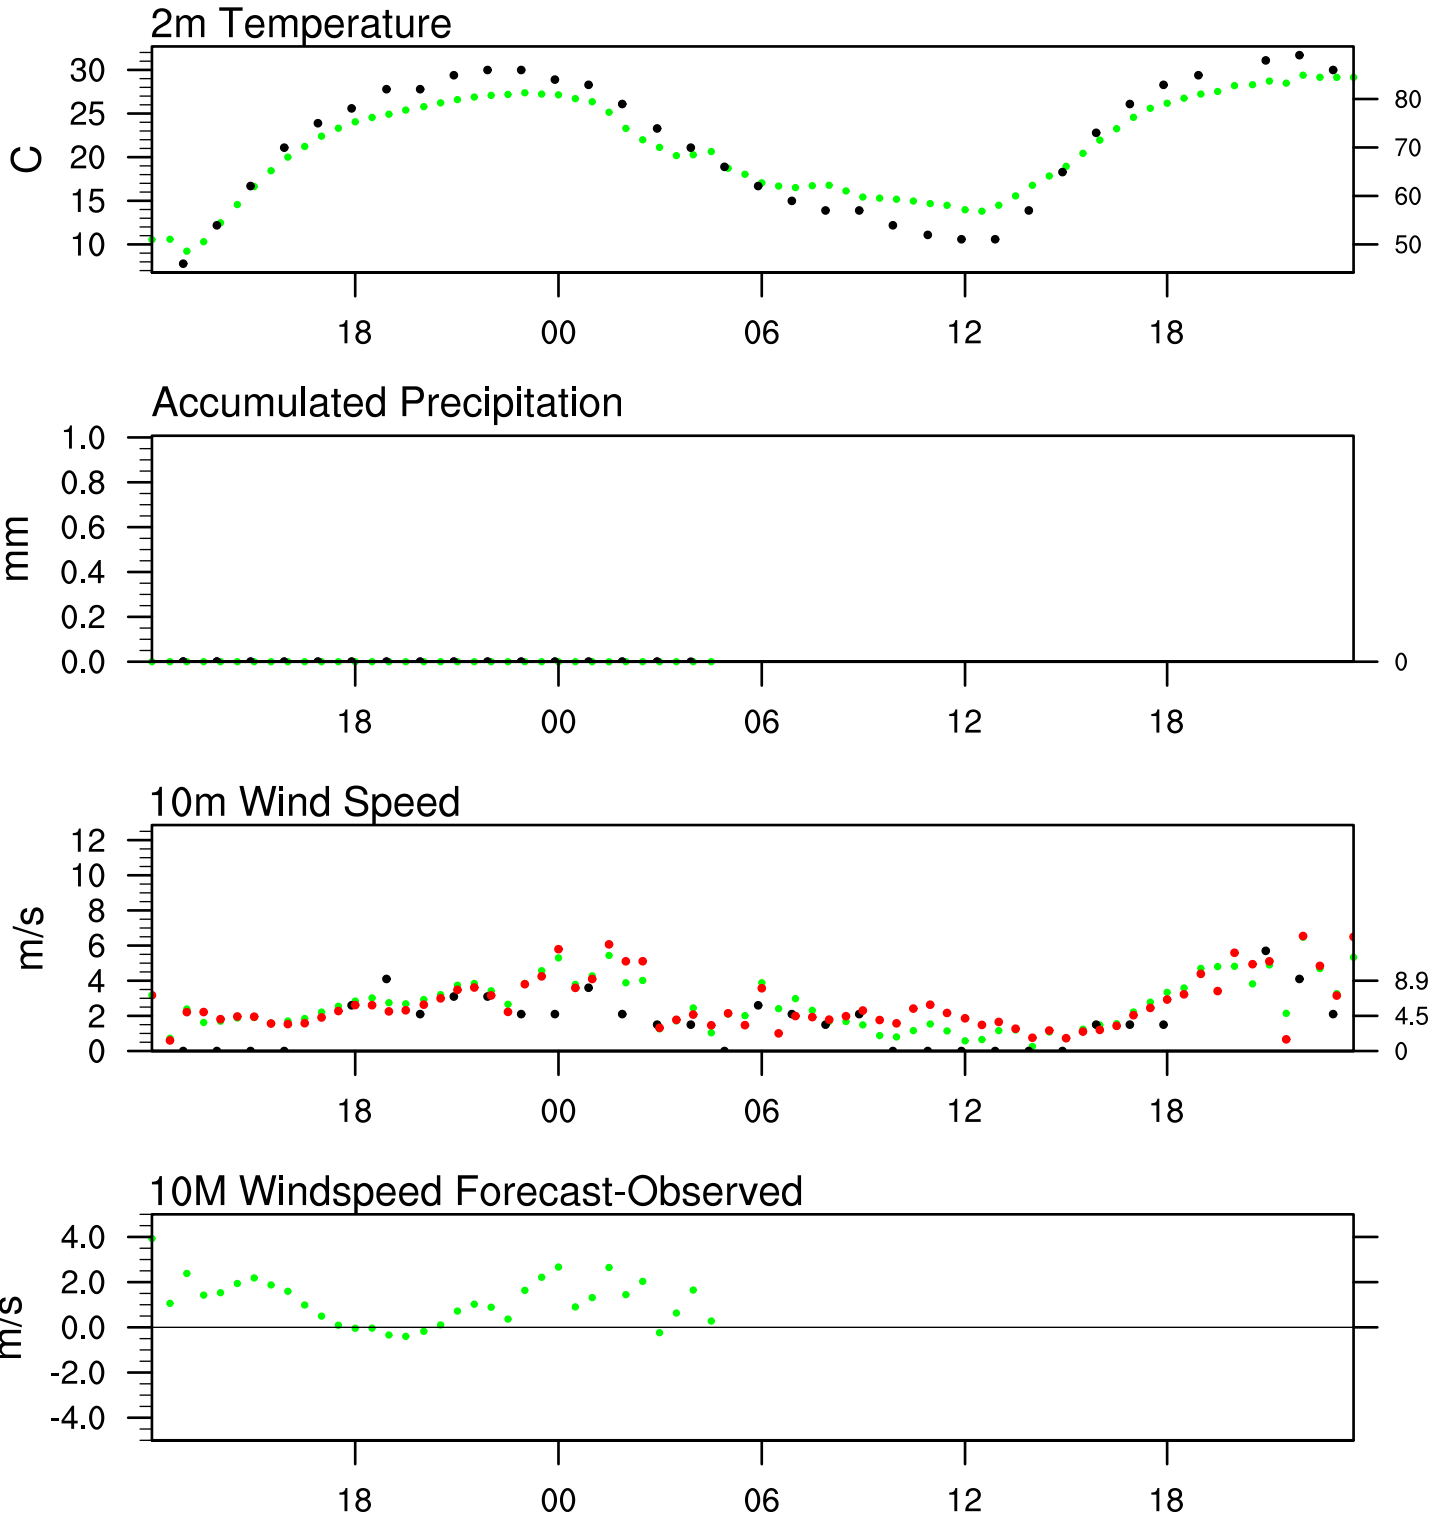 2m Temperature
C
30
25
20
15
10
80
70
60
50
18 00 06 12 18
Accumulated Precipitation
mm
1.0
0.8
0.6
0.4
0.2
0.0
0
18 00 06 12 18
10m Wind Speed
m/s
12
10
8
6
4
2
0
8.9
4.5
0
18 00 06 12 18
10M Windspeed Forecast-Observed
m/s
4.0
2.0
0.0
-2.0
-4.0
18 00 06 12 18